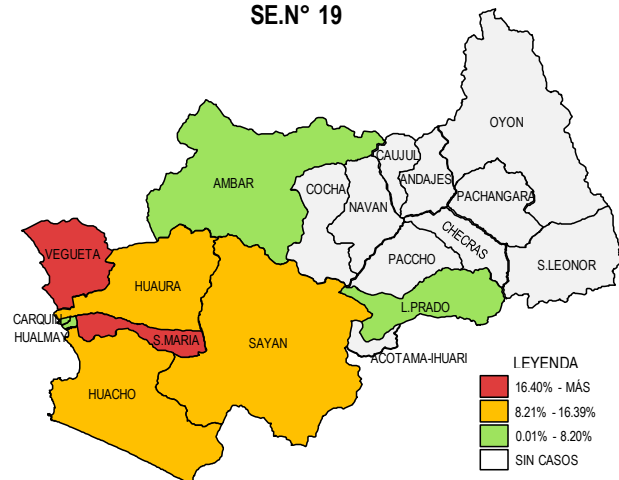 SE.N° 19
OYON
CAUJUL
ANDAJES
AMBAR
COCHA
PACHANGARA
NAVAN
CHECRAS
VEGUETA
PACCHO
S.LEONOR
HUAURA
L.PRADO
CARQUIN
HUALMAY
S.MARIA
SAYAN
ACOTAMA-IHUARI
HUACHO
LEYENDA
16.40% - MÁS
8.21% - 16.39%
0.01% - 8.20%
SIN CASOS